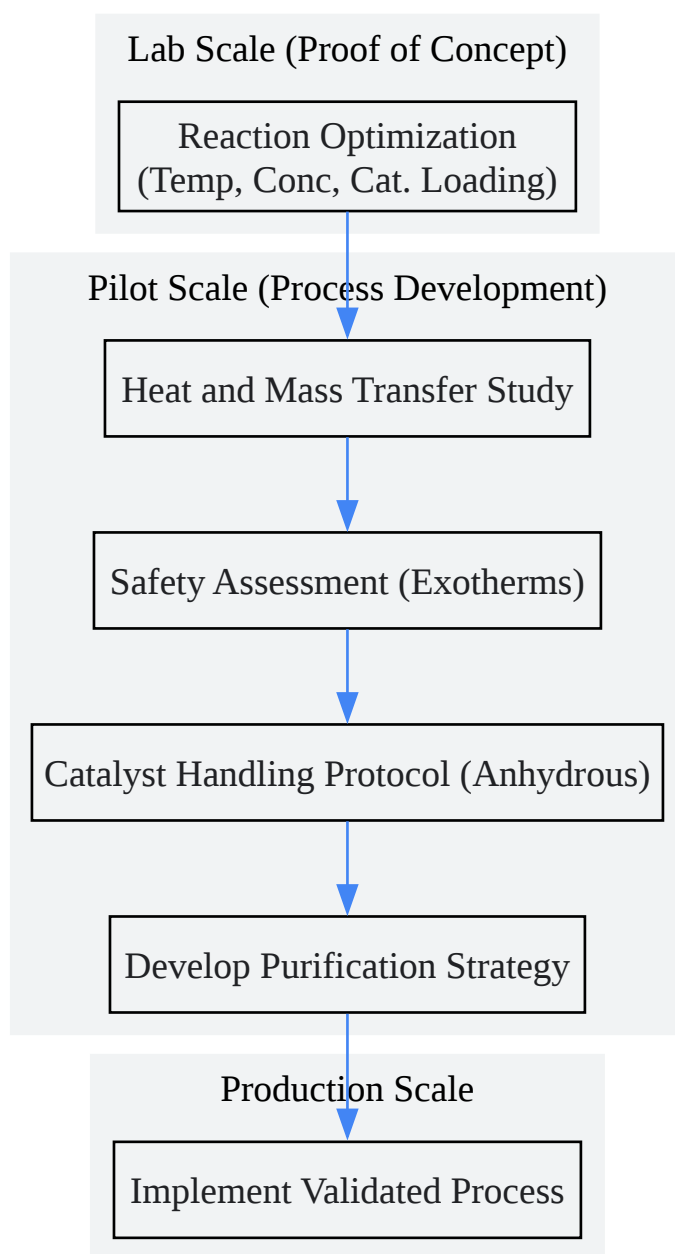 Lab Scale (Proof of Concept)
Reaction Optimization
(Temp, Conc, Cat. Loading)
Pilot Scale (Process Development)
Heat and Mass Transfer Study
Safety Assessment (Exotherms)
Catalyst Handling Protocol (Anhydrous)
Develop Purification Strategy
Production Scale
Implement Validated Process